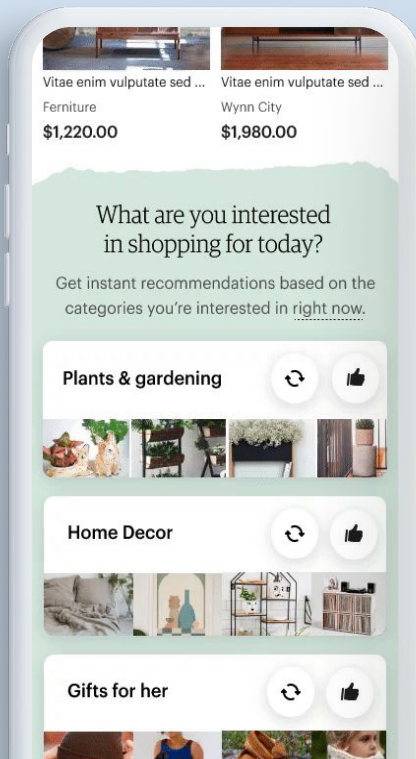 Vitae enim vulputate sed ...
Vitae enim vulputate sed ...
Ferniture
Wynn City
$1,220.00
$1,980.00
What are you interested
in shopping for today?
Get instant recommendations based on the
categories you’re interested in right now.
Plants & gardening
Home Decor
Gifts for her